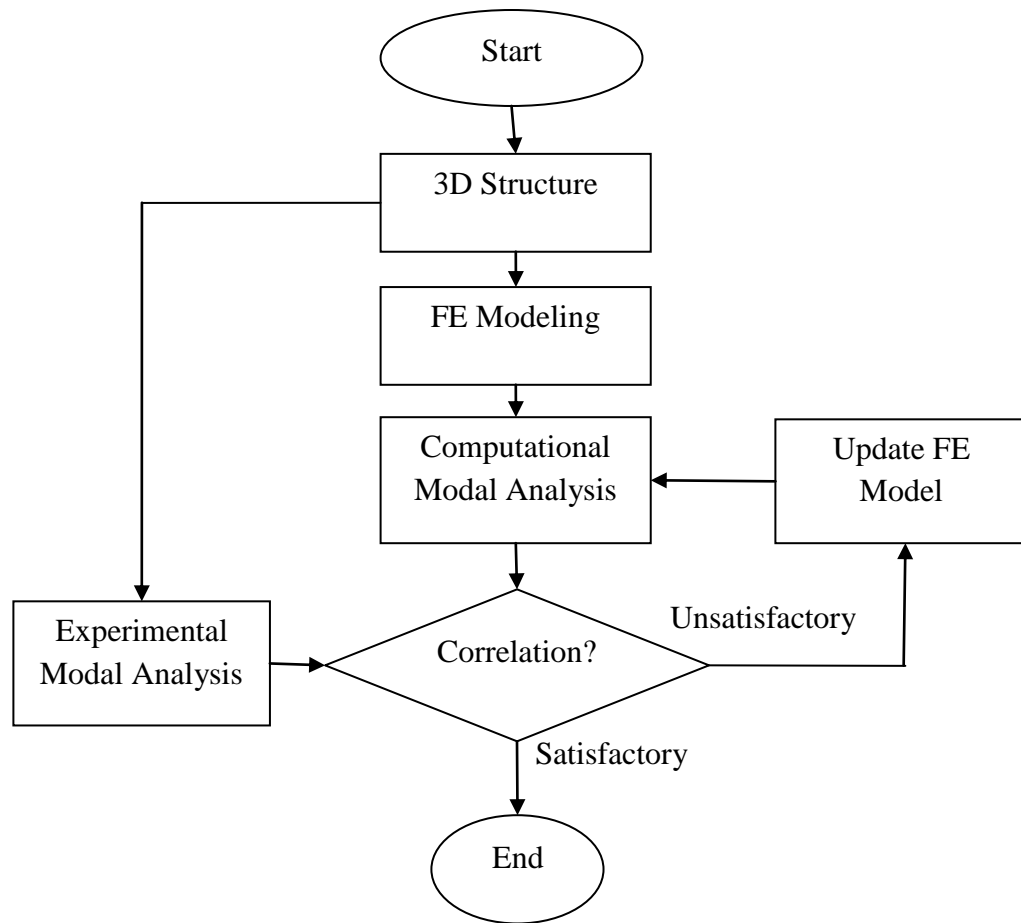 Start
3D Structure
FE Modeling
Computational
Modal Analysis
Update FE
Model
Experimental
Modal Analysis
Correlation?
Unsatisfactory
Satisfactory
End